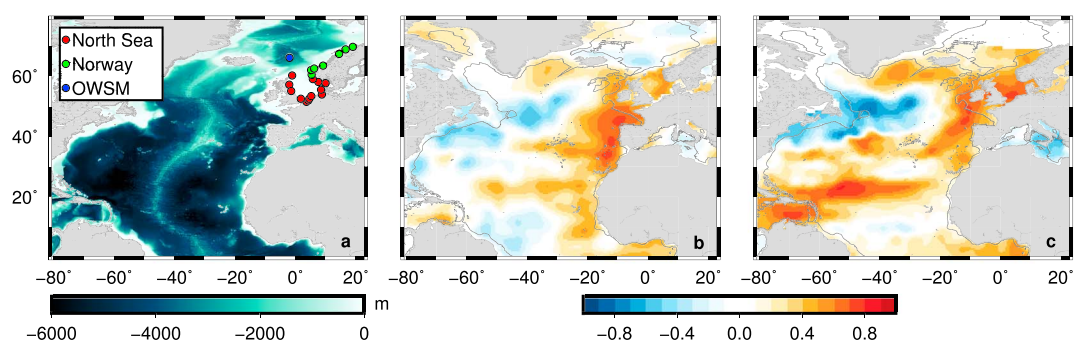 North Sea
Norway
OWSM
60˚
40˚
20˚
a
b
c
−80 −60˚ −40˚ −20˚ 0˚ 20˚
−80 −60˚ −40˚ −20˚ 0˚ 20˚
−80 −60˚ −40˚ −20˚ 0˚ 20˚
m
−6000 −4000 −2000 0
−0.8 −0.4 0.0 0.4 0.8